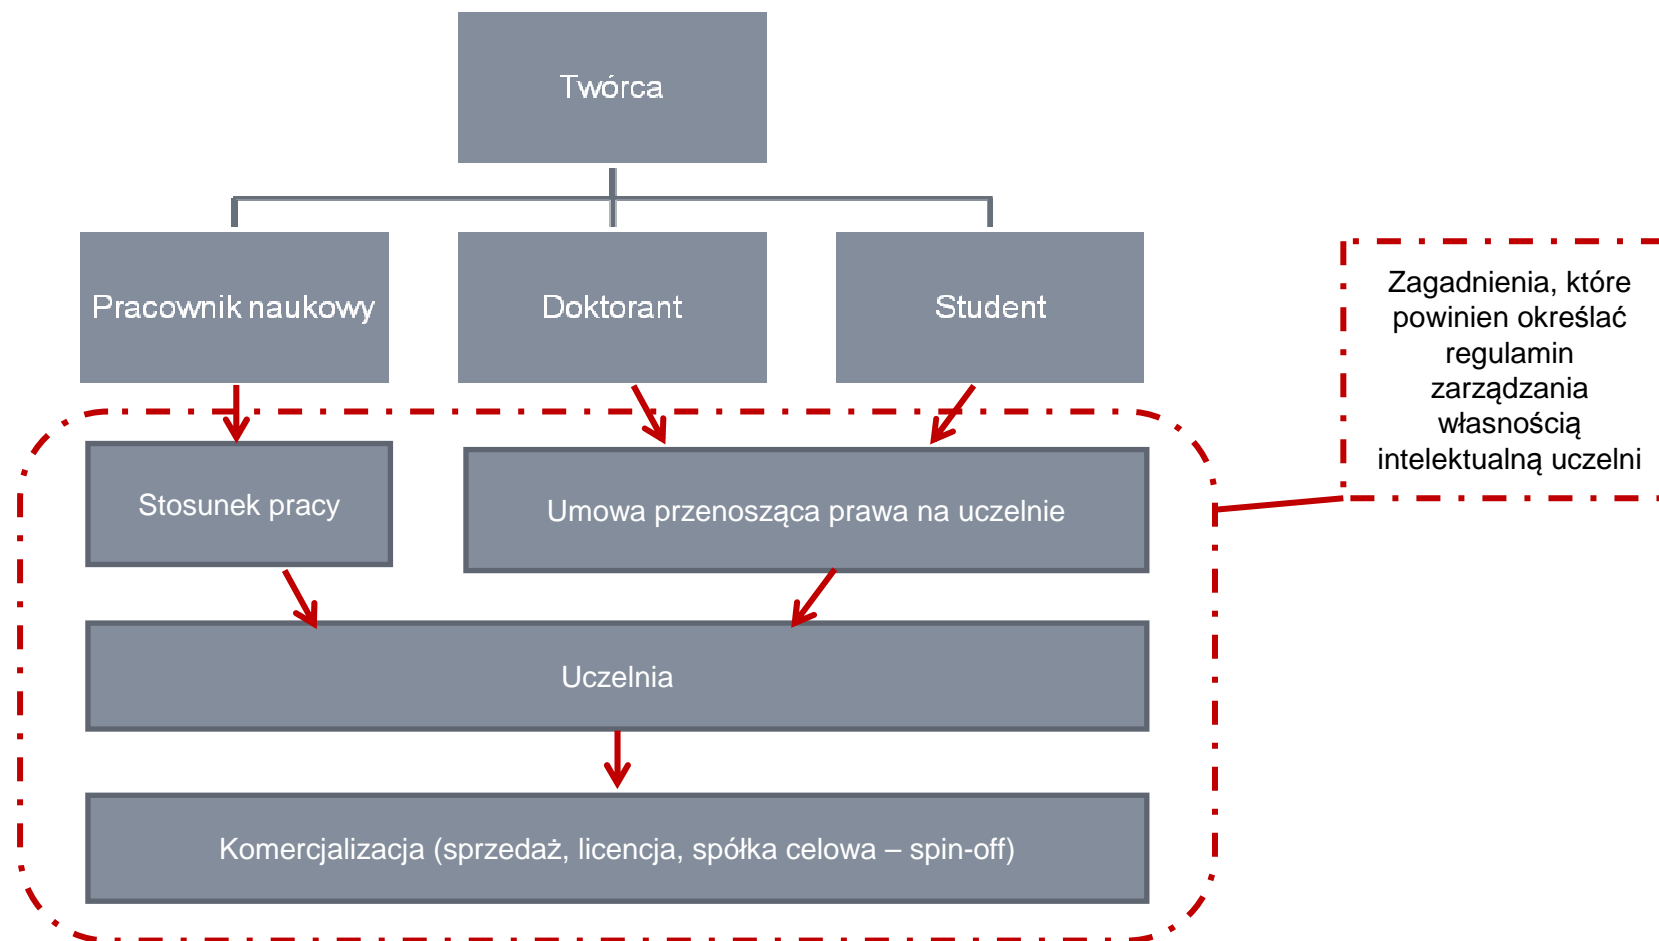 Twórca
Pracownik naukowy
Doktorant
Student
Zagadnienia, które
powinien określać
regulamin
zarządzania
własnością
intelektualną uczelni
Stosunek pracy
Umowa przenosząca prawa na uczelnie
Uczelnia
Komercjalizacja (sprzedaż, licencja, spółka celowa – spin-off)